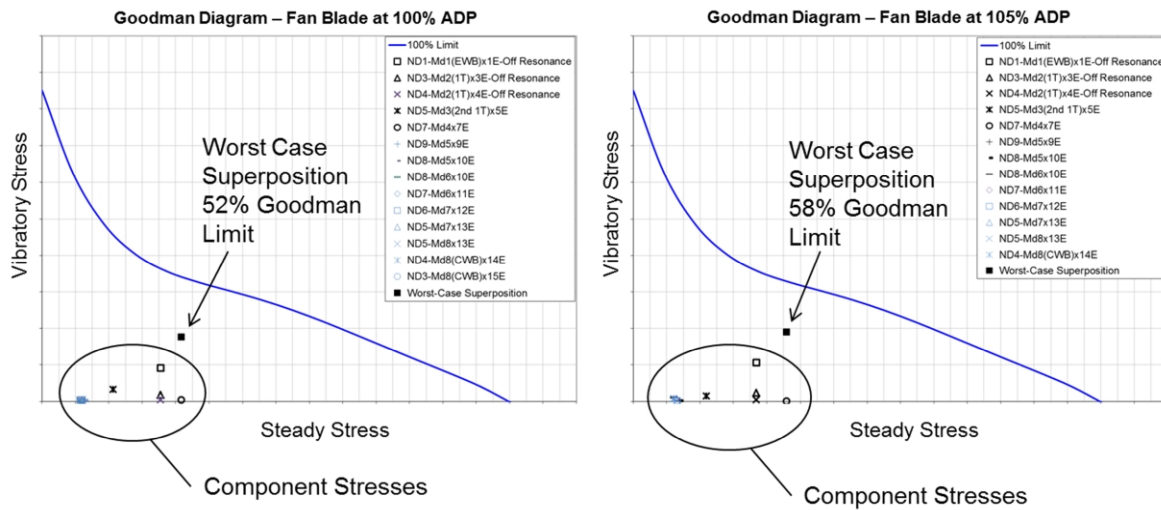 Goodman Diagram – Fan Blade at 100% ADP
Vibratory Stress
100% Limit
ND1-Md1(EWB)x1E-Off Resonance
ND3-Md2(1T)x3E-Off Resonance
ND4-Md2(1T)x4E-Off Resonance
ND5-Md3(2nd 1T)x5E
ND7-Md4x7E
ND9-Md5x9E
ND8-Md5x10E
ND8-Md6x10E
ND7-Md6x11E
ND6-Md7x12E
ND5-Md7x13E
ND5-Md8x13E
ND4-Md8(CWB)x14E
ND3-Md8(CWB)x15E
Worst-Case Superposition
Worst Case
Superposition
52% Goodman
Limit
Steady Stress
Component Stresses
Goodman Diagram – Fan Blade at 105% ADP
Vibratory Stress
100% Limit
ND1-Md1(EWB)x1E-Off Resonance
ND3-Md2(1T)x3E-Off Resonance
ND4-Md2(1T)x4E-Off Resonance
ND5-Md3(2nd 1T)x5E
ND7-Md4x7E
ND9-Md5x9E
ND8-Md5x10E
ND8-Md6x10E
ND7-Md6x11E
ND6-Md7x12E
ND5-Md7x13E
ND5-Md8x13E
ND4-Md8(CWB)x14E
Worst-Case Superposition
Worst Case
Superposition
58% Goodman
Limit
Steady Stress
Component Stresses